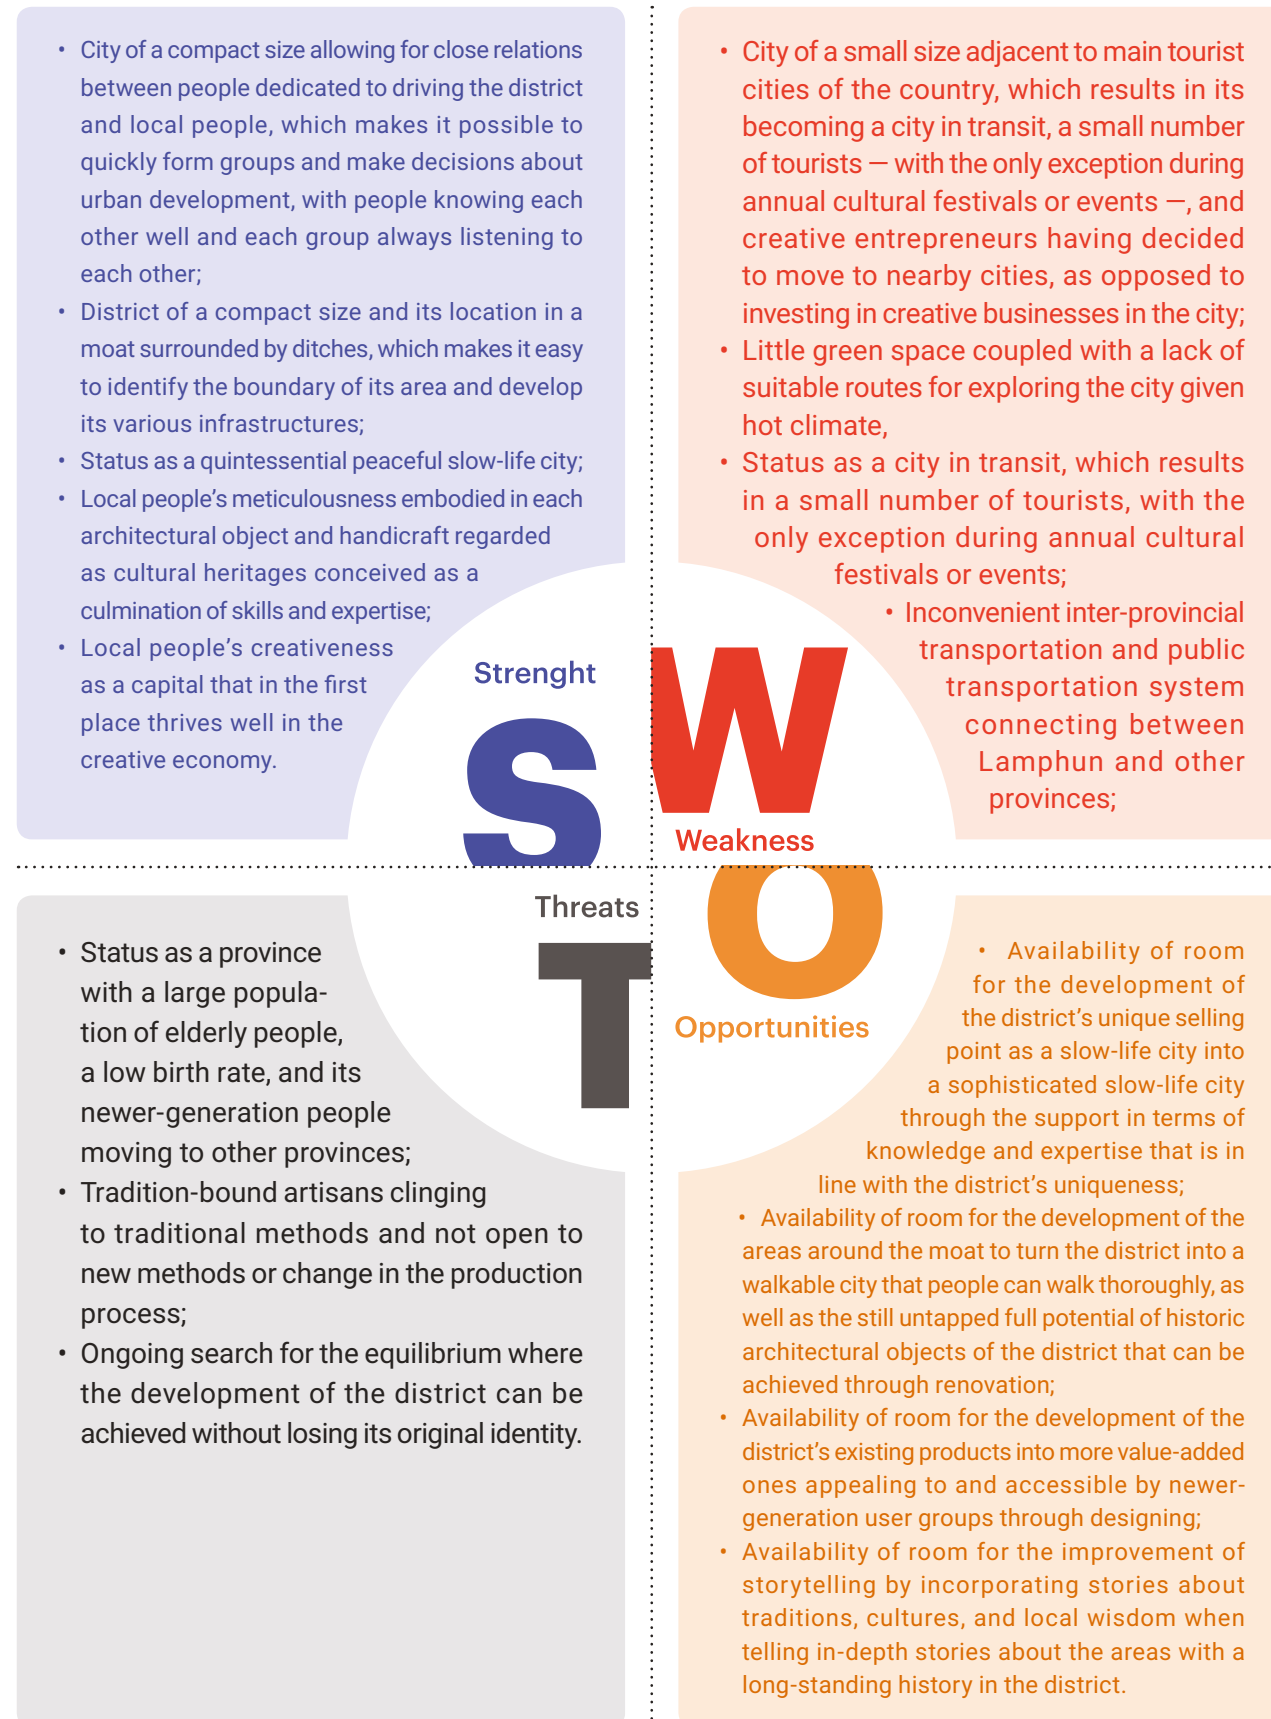 • City of a compact size allowing for close relations
between people dedicated to driving the district
and local people, which makes it possible to
quickly form groups and make decisions about
urban development, with people knowing each
other well and each group always listening to
each other;
• District of a compact size and its location in a
moat surrounded by ditches, which makes it easy
to identify the boundary of its area and develop
its various infrastructures;
• Status as a quintessential peaceful slow-life city;
• Local people's meticulousness embodied in each
architectural object and handicraft regarded
as cultural heritages conceived as a
culmination of skills and expertise;
• Local people's creativeness
as a capital that in the first
place thrives well in the
creative economy.
Strenght
S
• City of a small size adjacent to main tourist
cities of the country, which results in its
becoming a city in transit, a small number
of tourists — with the only exception during
annual cultural festivals or events —, and
creative entrepreneurs having decided
to move to nearby cities, as opposed to
investing in creative businesses in the city;
• Little green space coupled with a lack of
suitable routes for exploring the city given
hot climate,
• Status as a city in transit, which results
in a small number of tourists, with the
only exception during annual cultural
festivals or events;
• Inconvenient inter-provincial
transportation and public
transportation system
connecting between
Lamphun and other
provinces;
W
Weakness
Threats
T
• Status as a province
with a large popula-
tion of elderly people,
a low birth rate, and its
newer-generation people
moving to other provinces;
• Tradition-bound artisans clinging
to traditional methods and not open to
new methods or change in the production
process;
• Ongoing search for the equilibrium where
the development of the district can be
achieved without losing its original identity.
O
Opportunities
• Availability of room
for the development of
the district's unique selling
point as a slow-life city into
a sophisticated slow-life city
through the support in terms of
knowledge and expertise that is in
line with the district's uniqueness;
• Availability of room for the development of the
areas around the moat to turn the district into a
walkable city that people can walk thoroughly, as
well as the still untapped full potential of historic
architectural objects of the district that can be
achieved through renovation;
• Availability of room for the development of the
district's existing products into more value-added
ones appealing to and accessible by newer-
generation user groups through designing;
• Availability of room for the improvement of
storytelling by incorporating stories about
traditions, cultures, and local wisdom when
telling in-depth stories about the areas with a
long-standing history in the district.